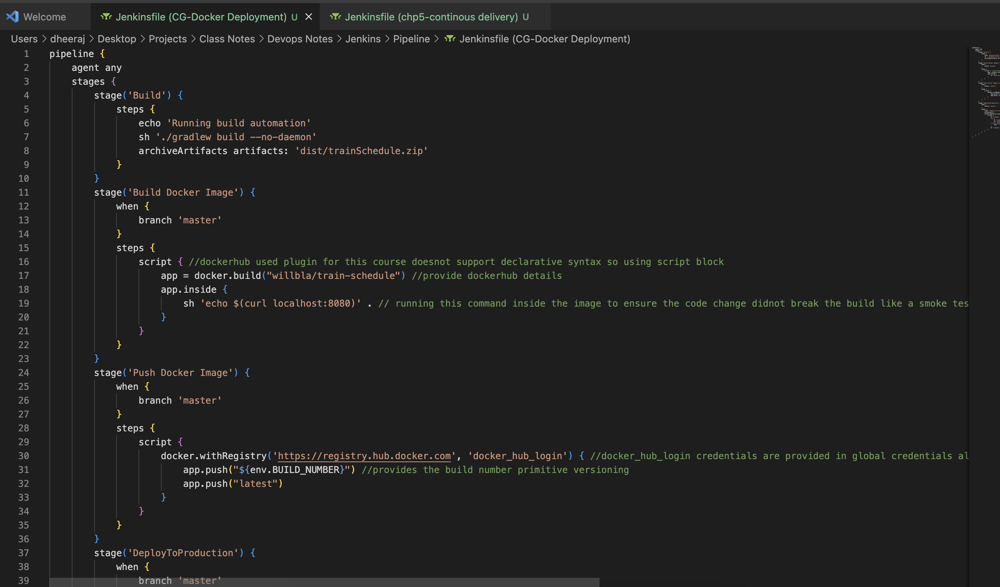 Welcome
Jenkinsfile (CG-Docker Deployment) U
Jenkinsfile (chp5-continous delivery) U
Users > dheeraj > Desktop > Projects > Class Notes > Devops Notes > Jenkins > Pipeline > Jenkinsfile (CG-Docker Deployment)
1 pipeline {
2     agent any
3     stages {
4         stage('Build') {
5             steps {
6                 echo 'Running build automation'
7                 sh './gradlew build --no-daemon'
8                 archiveArtifacts artifacts: 'dist/trainSchedule.zip'
9             }
10         }
11         stage('Build Docker Image') {
12             when {
13                 branch 'master'
14             }
15             steps {
16                 script { //dockerhub used plugin for this course doesnot support declarative syntax so using script block
17                     app = docker.build("willbla/train-schedule") //provide dockerhub details
18                     app.inside {
19                         sh 'echo $(curl localhost:8080)' . // running this command inside the image to ensure the code change didnot break the build like a smoke tes
20                     }
21                 }
22             }
23         }
24         stage('Push Docker Image') {
25             when {
26                 branch 'master'
27             }
28             steps {
29                 script {
30                     docker.withRegistry('https://registry.hub.docker.com', 'docker_hub_login') { //docker_hub_login credentials are provided in global credentials al
31                         app.push("${env.BUILD_NUMBER}") //provides the build number primitive versioning
32                         app.push("latest")
33                     }
34                 }
35             }
36         }
37         stage('DeployToProduction') {
38             when {
39                 branch 'master'